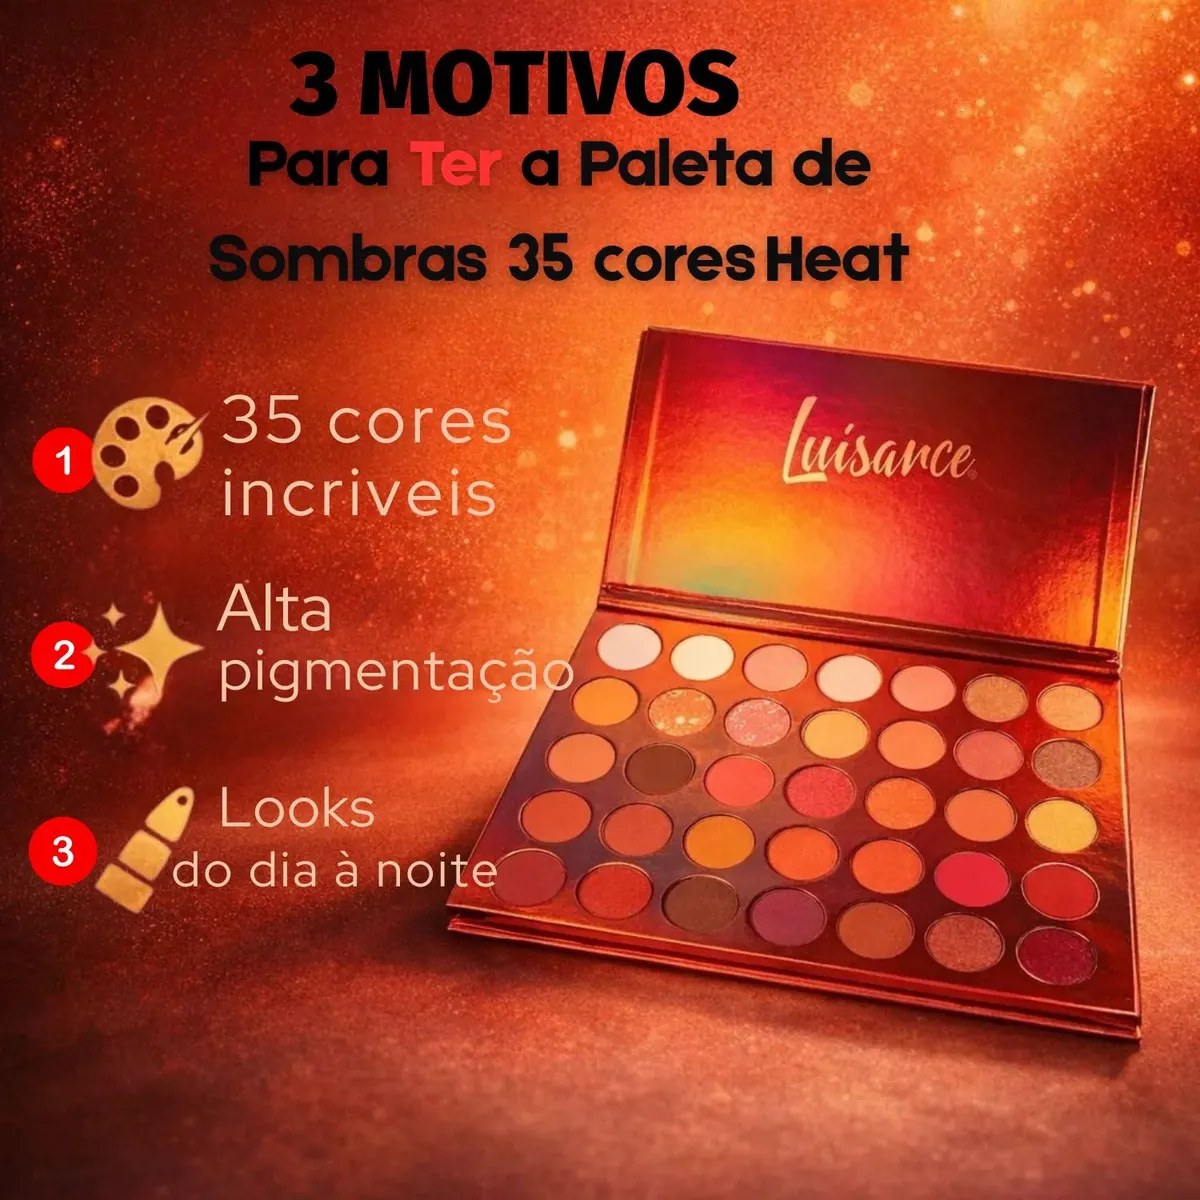 3 MOTIVOS
Para Ter a Paleta de
Sombras 35 cores Heat
Luisance
1
35 cores
incriveis
2
Alta
pigmentação
3
Looks
do dia à noite